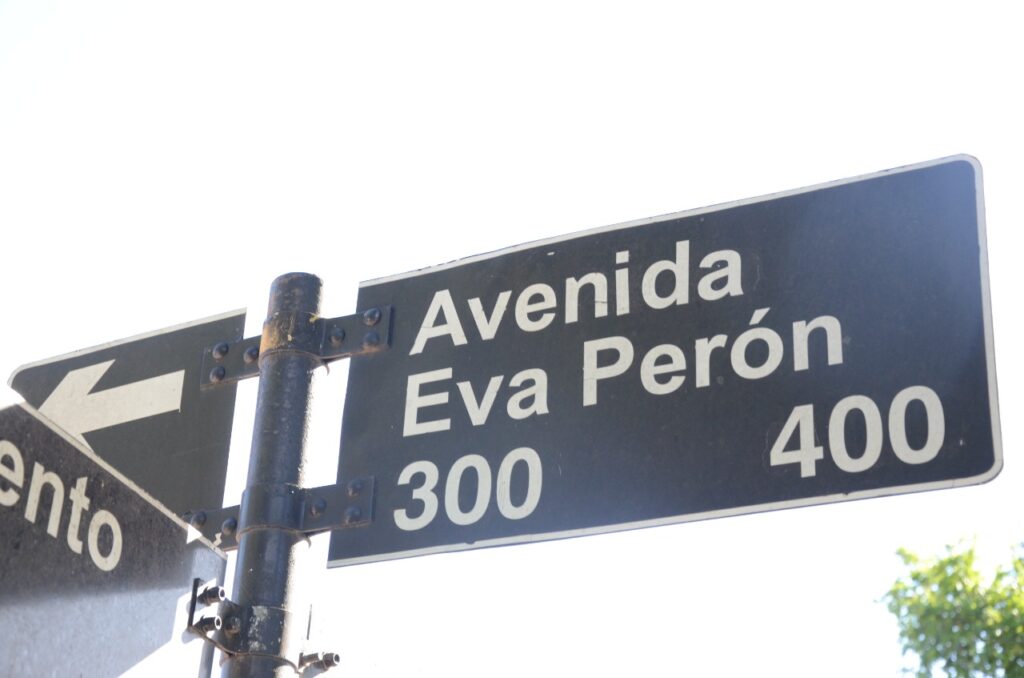 Avenida
Eva Perón
300 400
ento